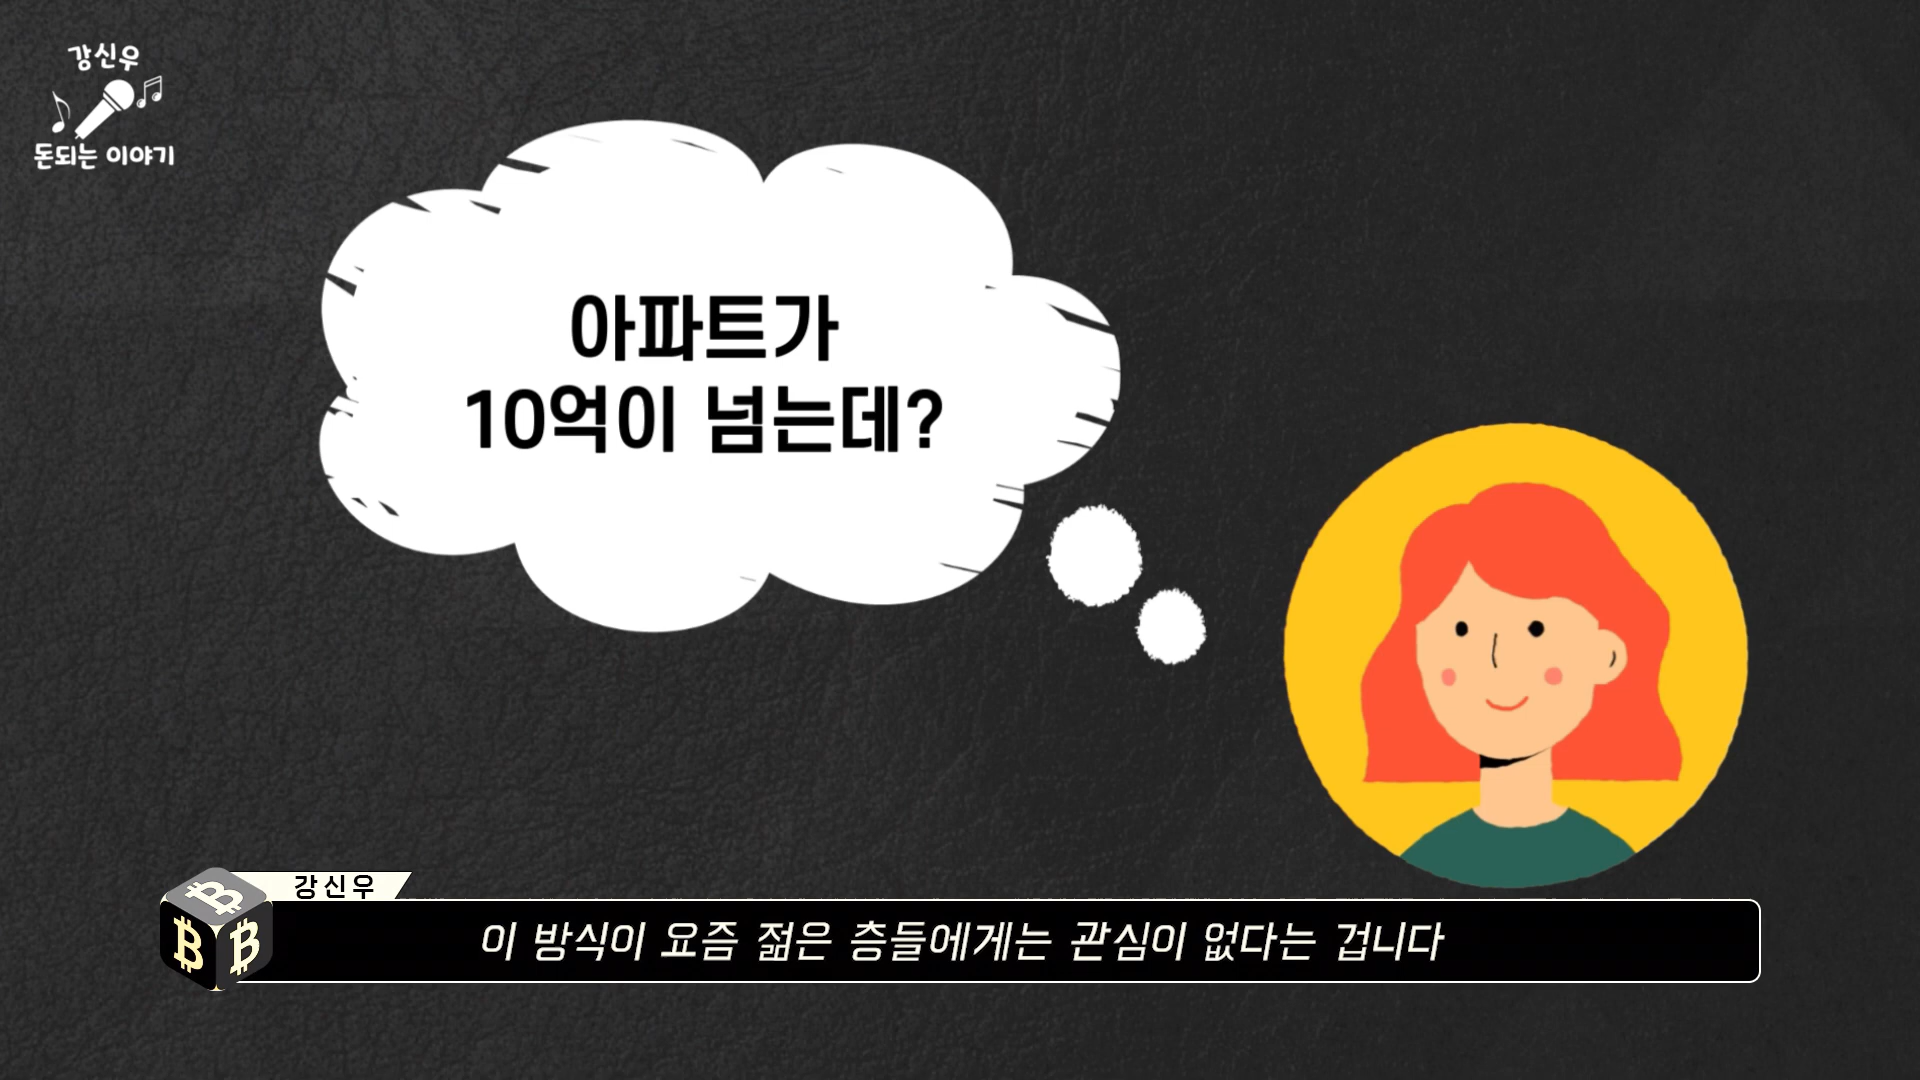 강신우
돈되는 이야기
아파트가
10억이 넘는데?
강신우
이 방식이 요즘 젊은 층들에게는 관심이 없다는 겁니다